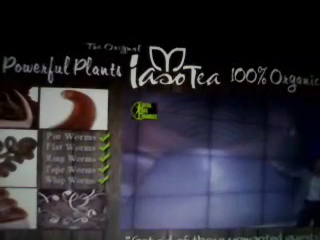 The Original
Powerful Plants
IasoTea 100% Organic
Pin Worms
Flat Worms
Ring Worms
Tape Worms
Whip Worms